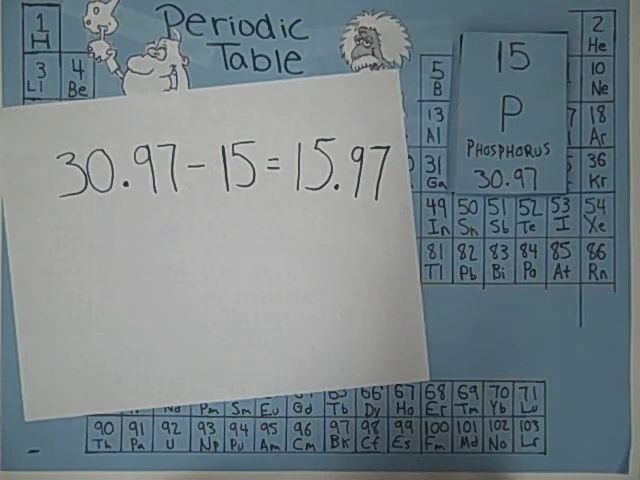 Periodic
Table
1
H
2
He
3
Li
4
Be
5
B
10
Ne
13
Al
18
Ar
31
Ga
36
Kr
15
P
PHOSPHORUS
30.97
30.97-15=15.97
49 50 51 52 53 54
In Sn Sb Te I Xe
81 82 83 84 85 86
Tl Pb Bi Po At Rn
66 67 68 69 70 71
Pm Sm Eu Gd Tb Dy Ho Er Tm Yb Lu
90 91 92 93 94 95 96 97 98 99 100 101 102 103
Th Pa U Np Pu Am Cm Bk Cf Es Fm Md No Lr